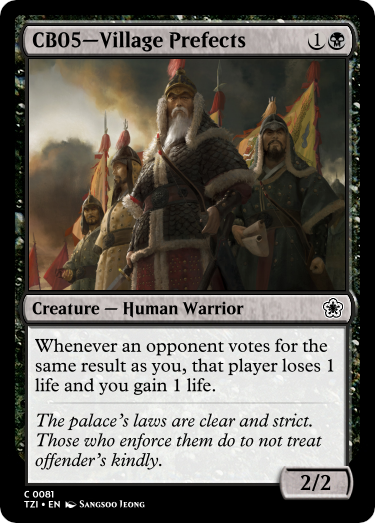 CB05—Village Prefects 1
Creature — Human Warrior
Whenever an opponent votes for the
same result as you, that player loses 1
life and you gain 1 life.
The palace's laws are clear and strict.
Those who enforce them do to not treat
offender's kindly.
2/2
C 0081
TZI • EN Sangsoo Jeong